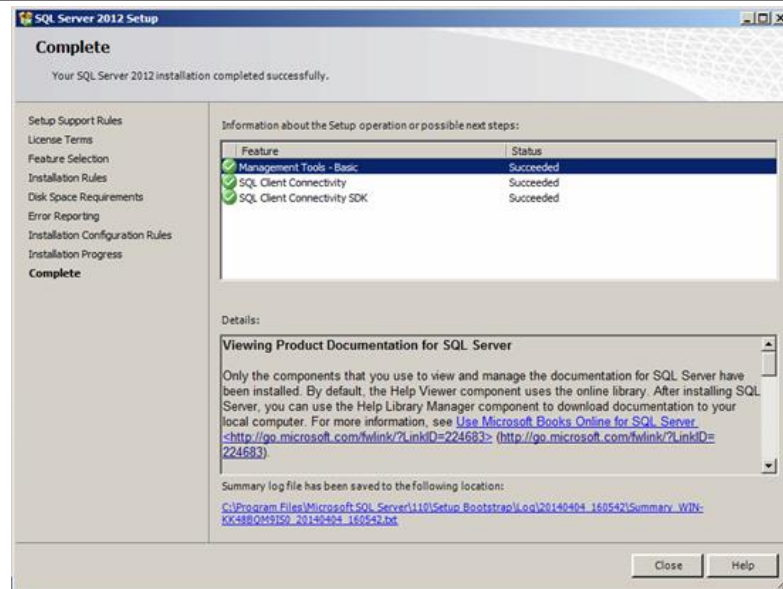 SQL Server 2012 Setup
Complete
Your SQL Server 2012 installation completed successfully.
Setup Support Rules
License Terms
Feature Selection
Installation Rules
Disk Space Requirements
Error Reporting
Installation Configuration Rules
Installation Progress
Complete
Information about the Setup operation or possible next steps:
Feature Status
Management Tools - Basic Succeeded
SQL Client Connectivity Succeeded
SQL Client Connectivity SDK Succeeded
Details:
Viewing Product Documentation for SQL Server
Only the components that you use to view and manage the documentation for SQL Server have
been installed. By default, the Help Viewer component uses the online library. After installing SQL
Server, you can use the Help Library Manager component to download documentation to your
local computer. For more information, see Use Microsoft Books Online for SQL Server
<http://go.microsoft.com/fwlink/?LinkID=224683> (http://go.microsoft.com/fwlink/?LinkID=
224683).
Summary log file has been saved to the following location:
C:\Program Files\Microsoft SQL Server\110\Setup Bootstrap\Log\20140404_160542\Summary_WIN-
KK48BQM9IS0_20140404_160542.txt
Close
Help